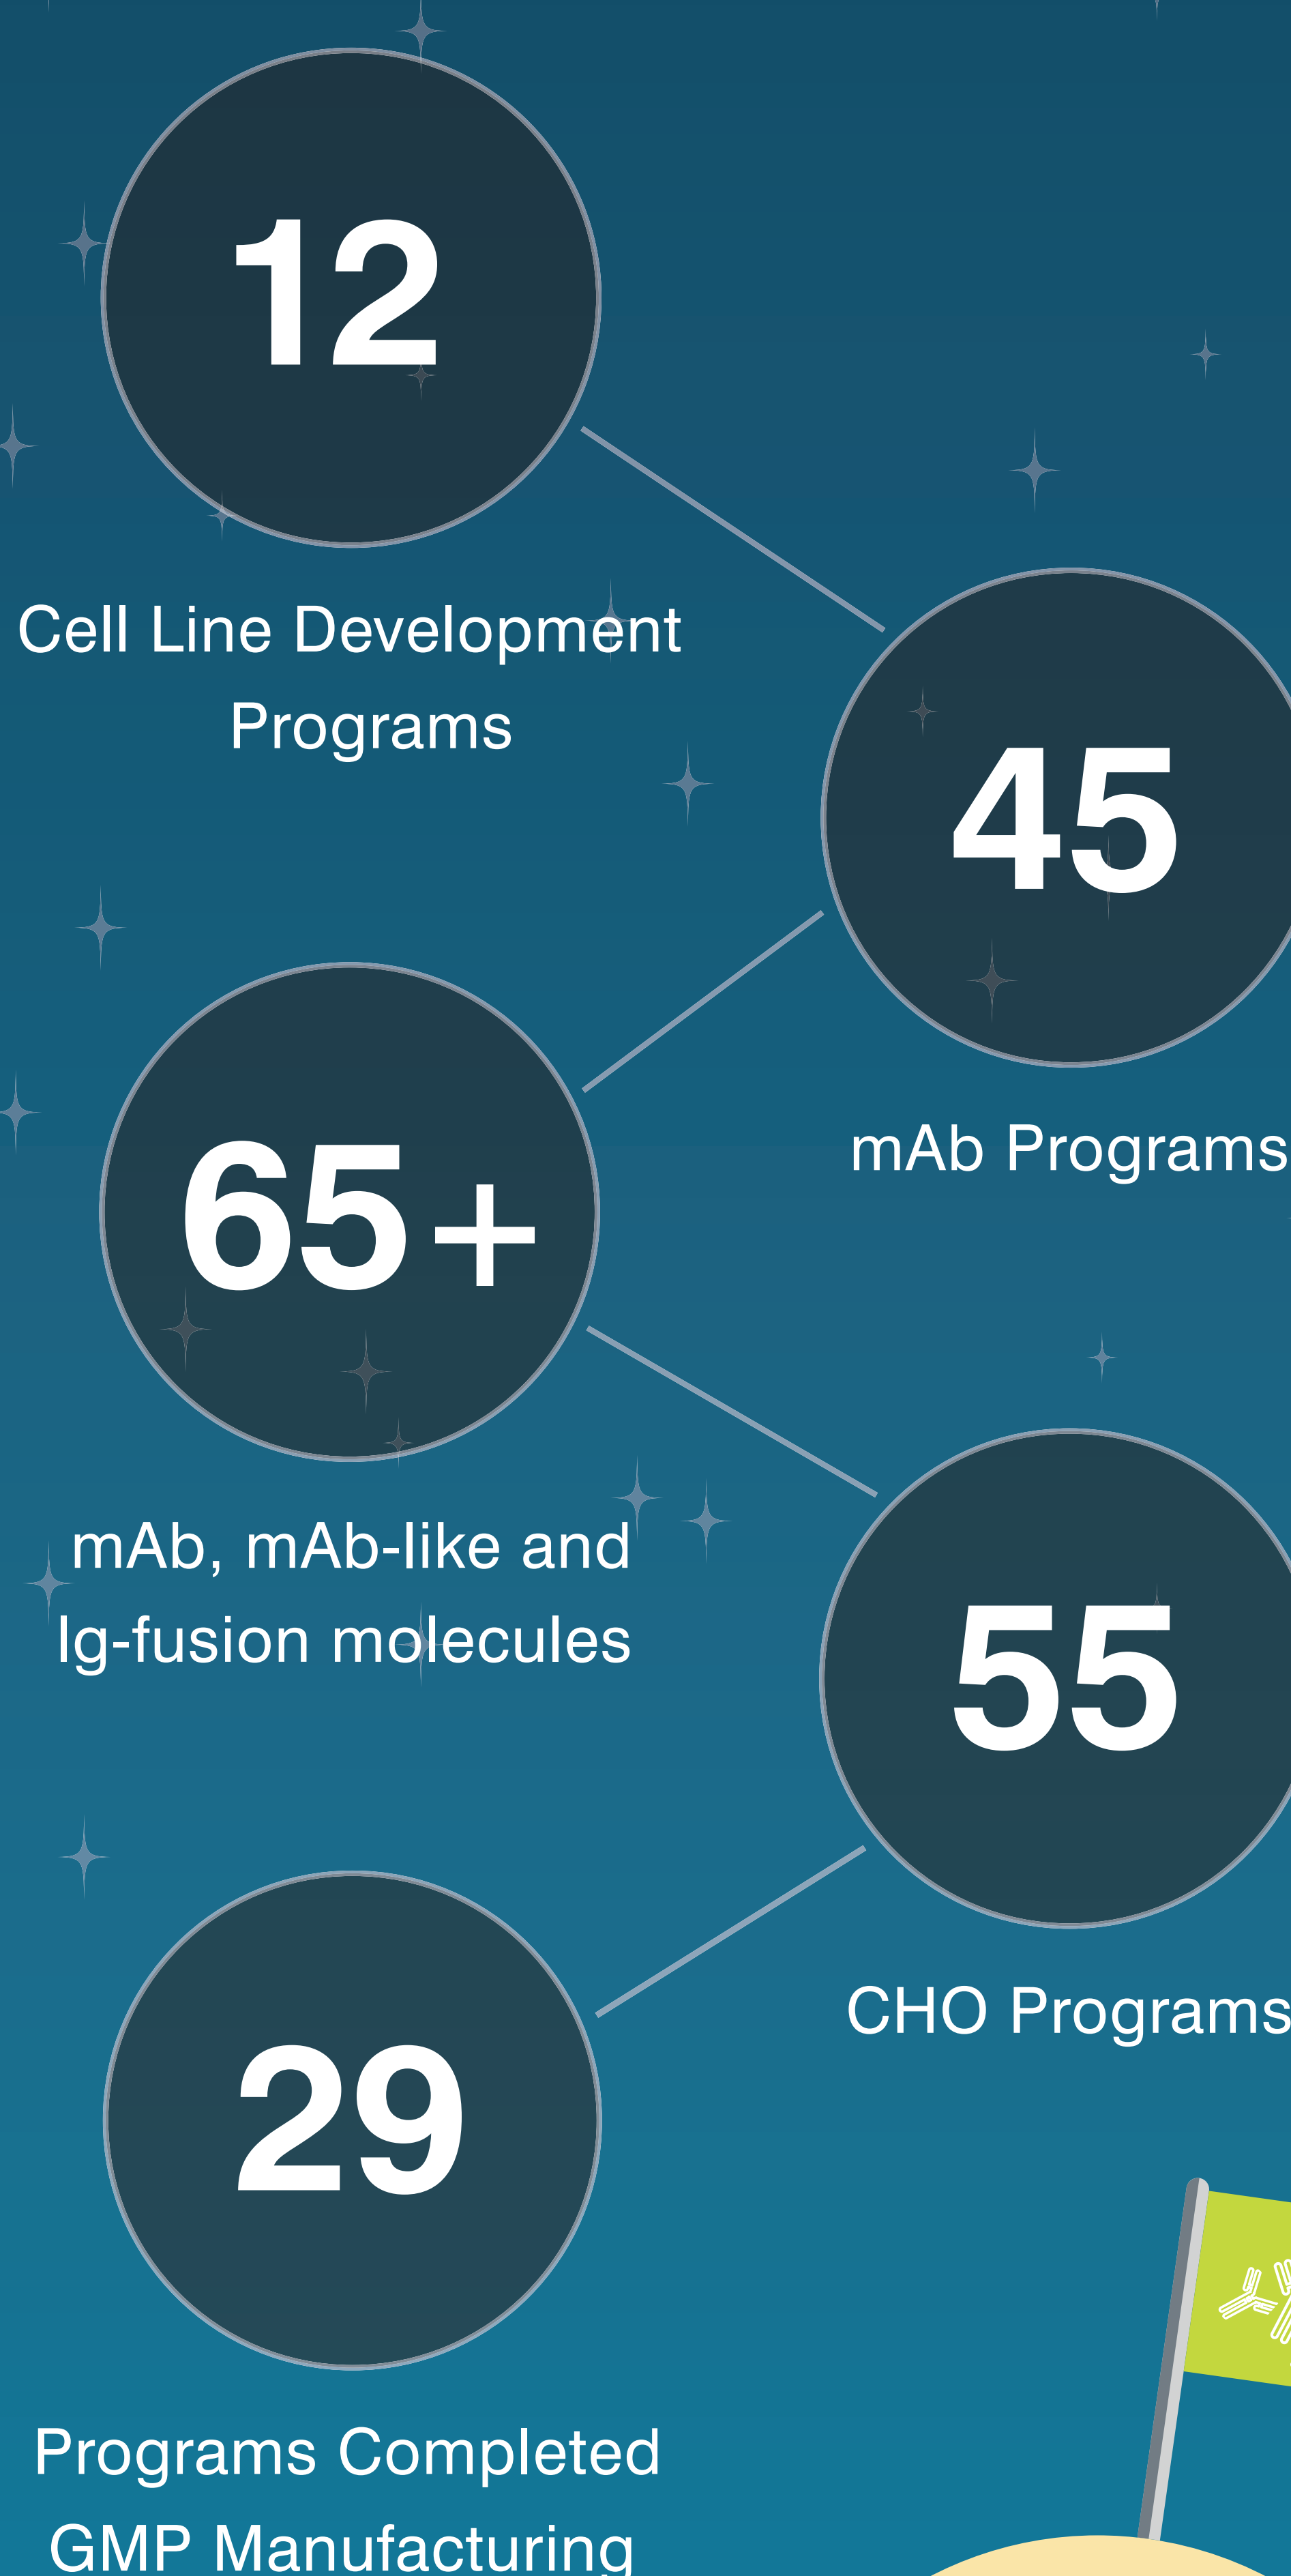 12
Cell Line Development
Programs
45
mAb Programs
65+
mAb, mAb-like and
Ig-fusion molecules
55
CHO Programs
29
Programs Completed
GMP Manufacturing